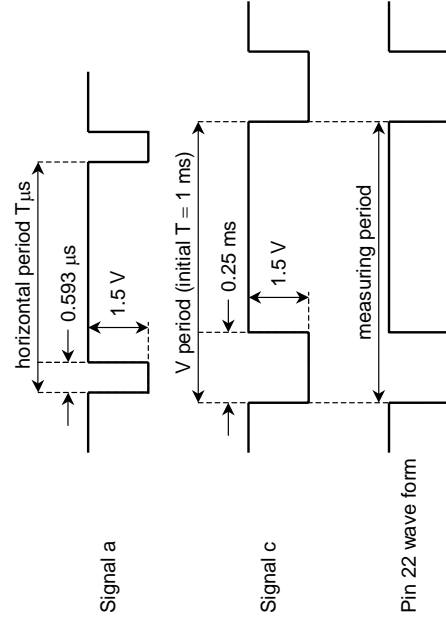 Signal a
horizontal period Tμs
0.593 μs
1.5 V
Signal c
V period (initial T = 1 ms)
0.25 ms
1.5 V
Pin 22 wave form
measuring period